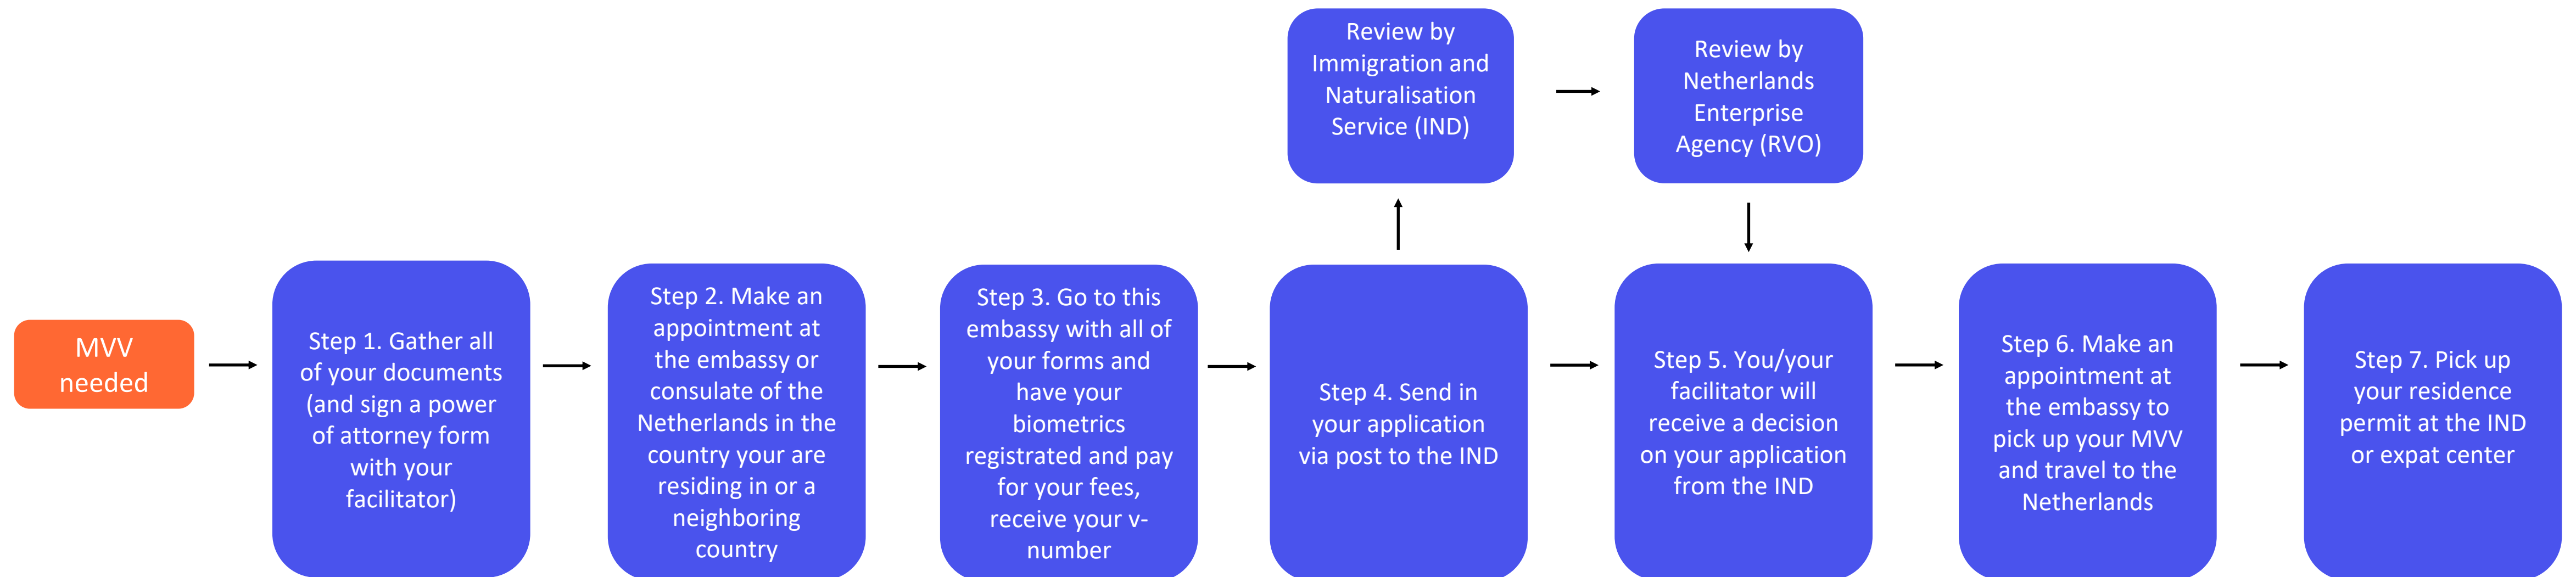 MVV
needed
Step 1. Gather all
of your documents
(and sign a power
of attorney form
with your
facilitator)
Step 2. Make an
appointment at
the embassy or
consulate of the
Netherlands in the
country your are
residing in or a
neighboring
country
Step 3. Go to this
embassy with all of
your forms and
have your
biometrics
registrated and pay
for your fees,
receive your v-
number
Step 4. Send in
your application
via post to the IND
Review by
Immigration and
Naturalisation
Service (IND)
Review by
Netherlands
Enterprise
Agency (RVO)
Step 5. You/your
facilitator will
receive a decision
on your application
from the IND
Step 6. Make an
appointment at
the embassy to
pick up your MVV
and travel to the
Netherlands
Step 7. Pick up
your residence
permit at the IND
or expat center